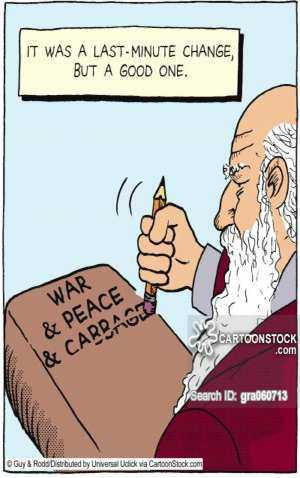 IT WAS A LAST-MINUTE CHANGE,
BUT A GOOD ONE.
WAR
& PEACE
& CABBAGE
CARTOONSTOCK
.com
Search ID: gra060713
© Guy & Rodd/Distributed by Universal Uclick via CartoonStock.com